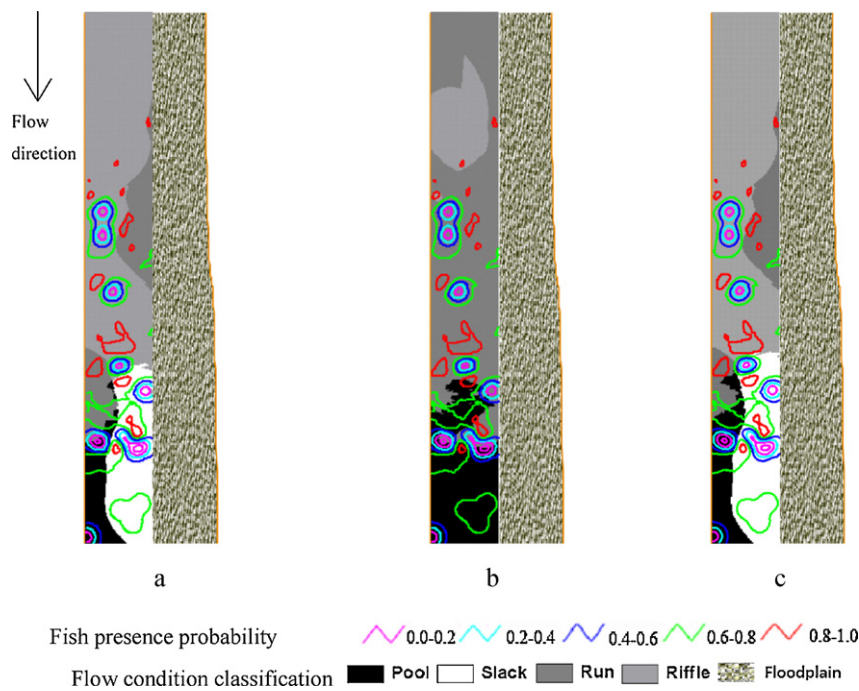 Flow
direction
a b c
Fish presence probability 0.0-0.2 0.2-0.4 0.4-0.6 0.6-0.8 0.8-1.0
Flow condition classification Pool Slack Run Riffle Floodplain